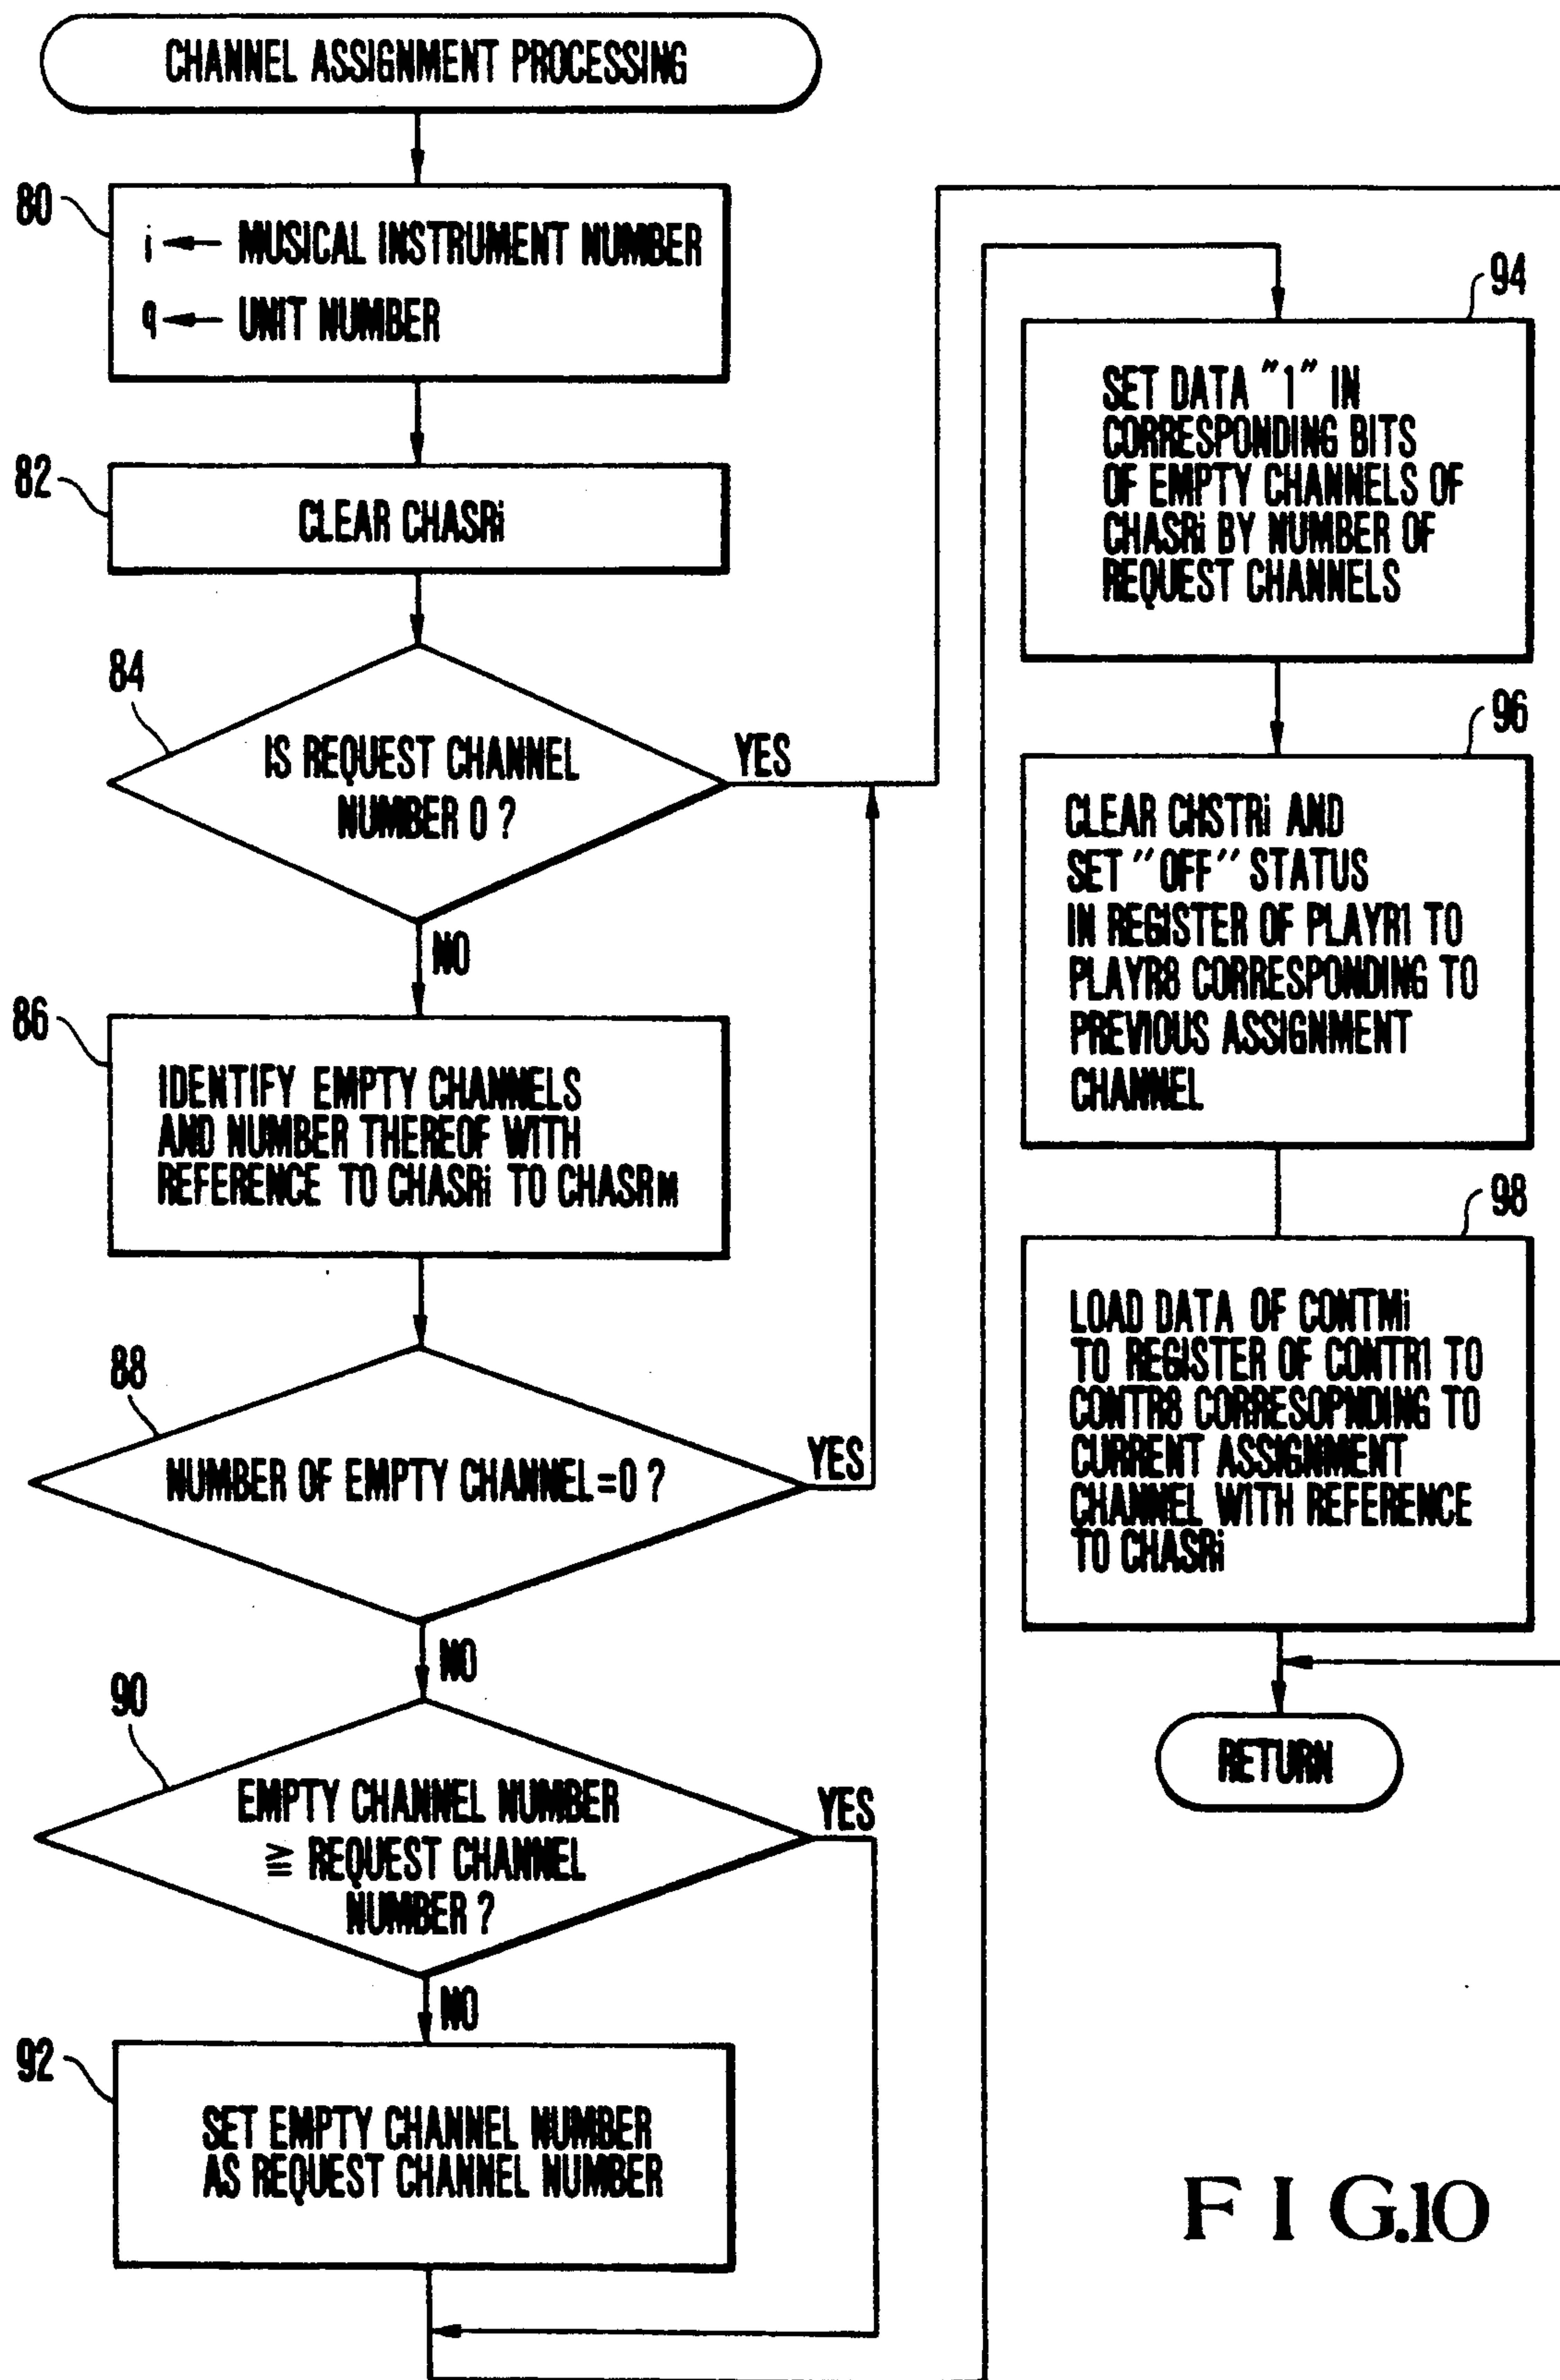 CHANNEL ASSIGNMENT PROCESSING
80
i ← MUSICAL INSTRUMENT NUMBER
q ← UNIT NUMBER
82
CLEAR CHASRi
84
IS REQUEST CHANNEL
NUMBER 0 ?
YES
NO
86
IDENTIFY EMPTY CHANNELS
AND NUMBER THEREOF WITH
REFERENCE TO CHASRi TO CHASRM
88
NUMBER OF EMPTY CHANNEL=0 ?
YES
NO
90
EMPTY CHANNEL NUMBER
≧ REQUEST CHANNEL
NUMBER ?
YES
NO
92
SET EMPTY CHANNEL NUMBER
AS REQUEST CHANNEL NUMBER
94
SET DATA "1" IN
CORRESPONDING BITS
OF EMPTY CHANNELS OF
CHASRi BY NUMBER OF
REQUEST CHANNELS
96
CLEAR CHSTRi AND
SET "OFF" STATUS
IN REGISTER OF PLAYR1 TO
PLAYR8 CORRESPONDING TO
PREVIOUS ASSIGNMENT
CHANNEL
98
LOAD DATA OF CONTMi
TO REGISTER OF CONTR1 TO
CONTR8 CORRESOPNDING TO
CURRENT ASSIGNMENT
CHANNEL WITH REFERENCE
TO CHASRi
RETURN
FIG.10